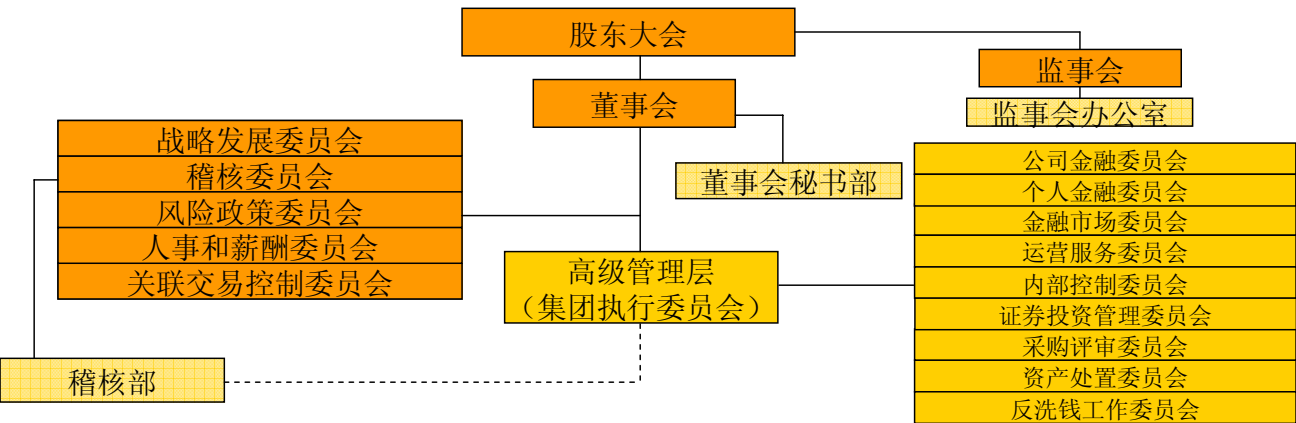 股东大会
监事会
董事会
监事会办公室
战略发展委员会
稽核委员会
风险政策委员会
人事和薪酬委员会
关联交易控制委员会
董事会秘书部
公司金融委员会
个人金融委员会
金融市场委员会
运营服务委员会
内部控制委员会
证券投资管理委员会
采购评审委员会
资产处置委员会
反洗钱工作委员会
高级管理层
（集团执行委员会）
稽核部